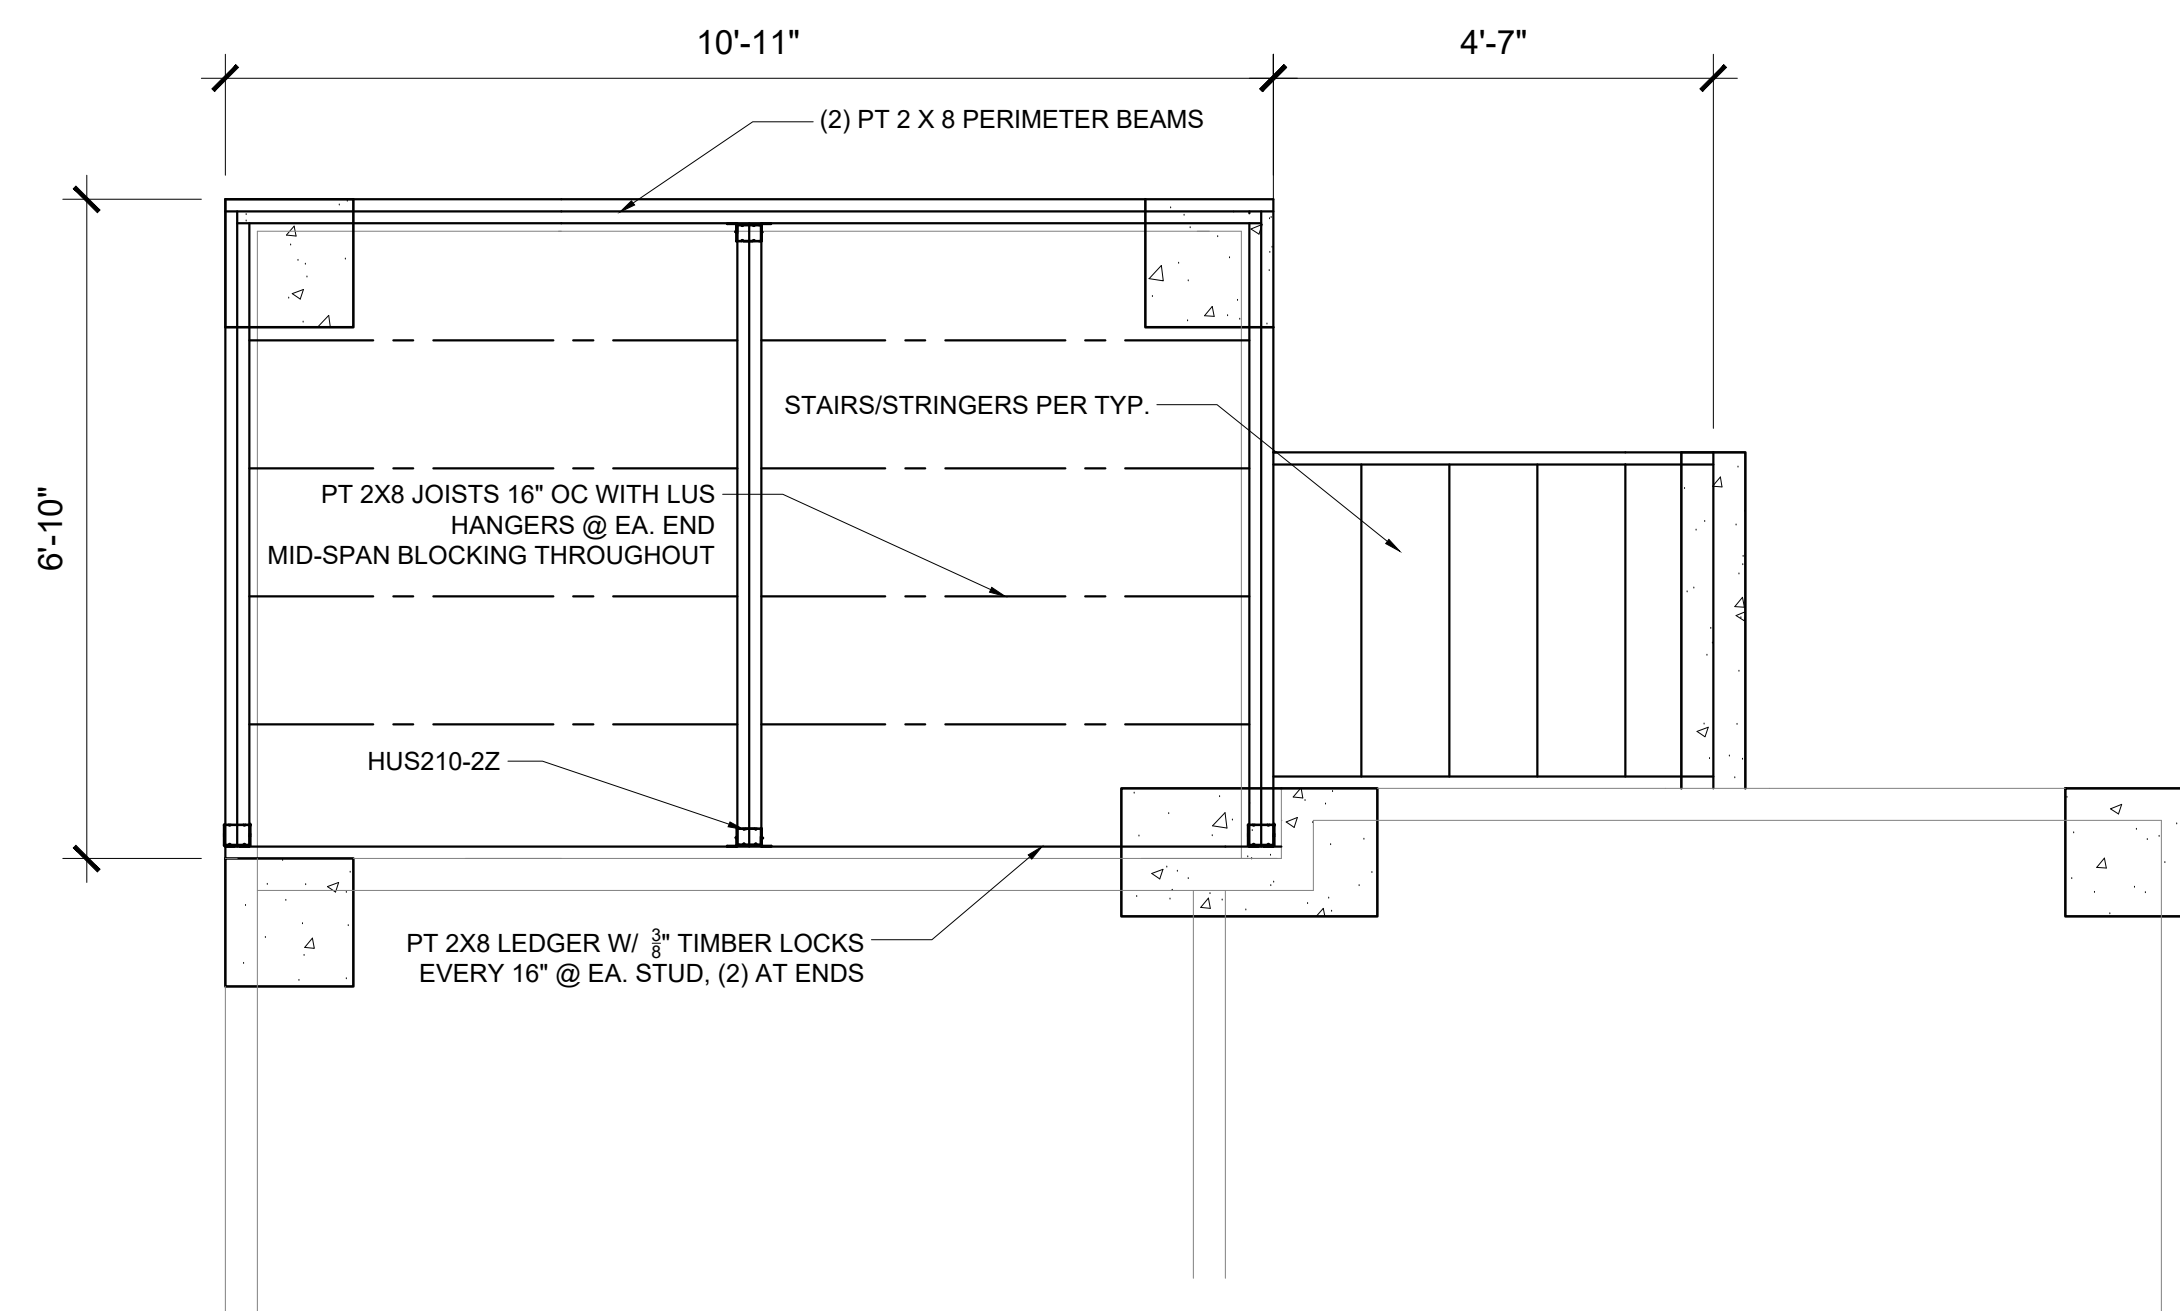 10'-11"
4'-7"
(2) PT 2 X 8 PERIMETER BEAMS
STAIRS/STRINGERS PER TYP.
6'-10"
PT 2X8 JOISTS 16" OC WITH LUS
HANGERS @ EA. END
MID-SPAN BLOCKING THROUGHOUT
HUS210-2Z
PT 2X8 LEDGER W/ 3/8" TIMBER LOCKS
EVERY 16" @ EA. STUD, (2) AT ENDS